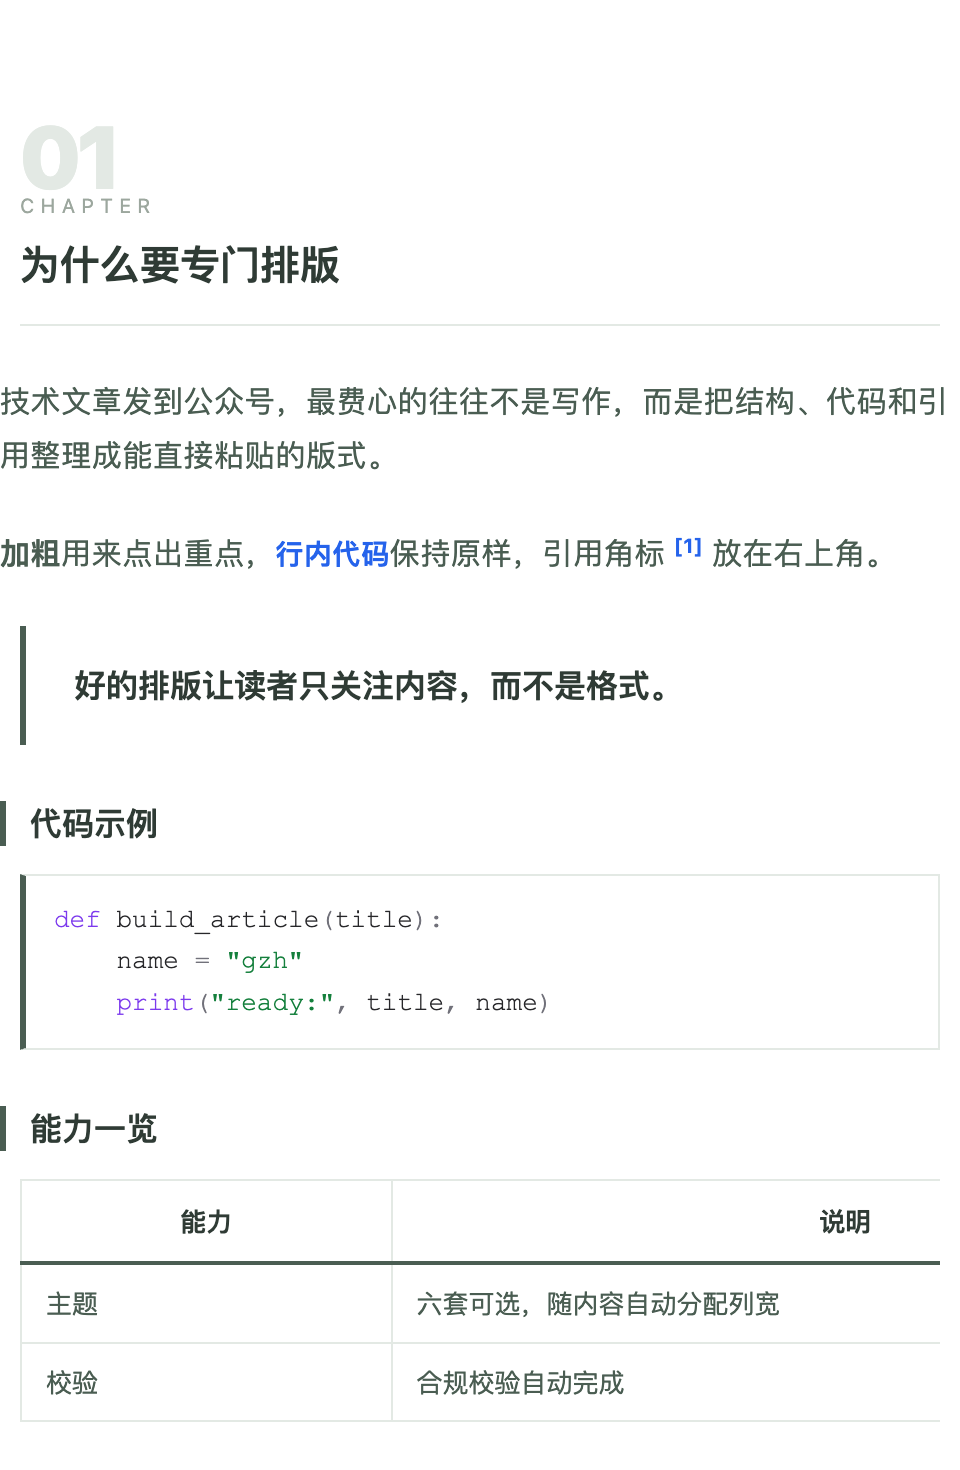 01
CHAPTER
为什么要专门排版
技术文章发到公众号，最费心的往往不是写作，而是把结构、代码和引
用整理成能直接粘贴的版式。
加粗用来点出重点，行内代码保持原样，引用角标 [1] 放在右上角。
好的排版让读者只关注内容，而不是格式。
代码示例
def build_article(title):
    name = "gzh"
    print("ready:", title, name)
能力一览
能力 说明
主题 六套可选，随内容自动分配列宽
校验 合规校验自动完成